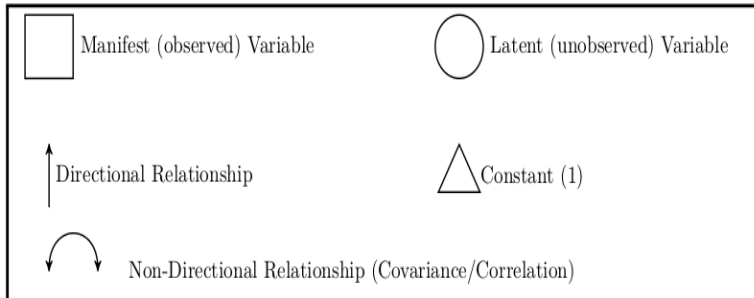 Manifest (observed) Variable
Latent (unobserved) Variable
Directional Relationship
Constant (1)
Non-Directional Relationship (Covariance/Correlation)